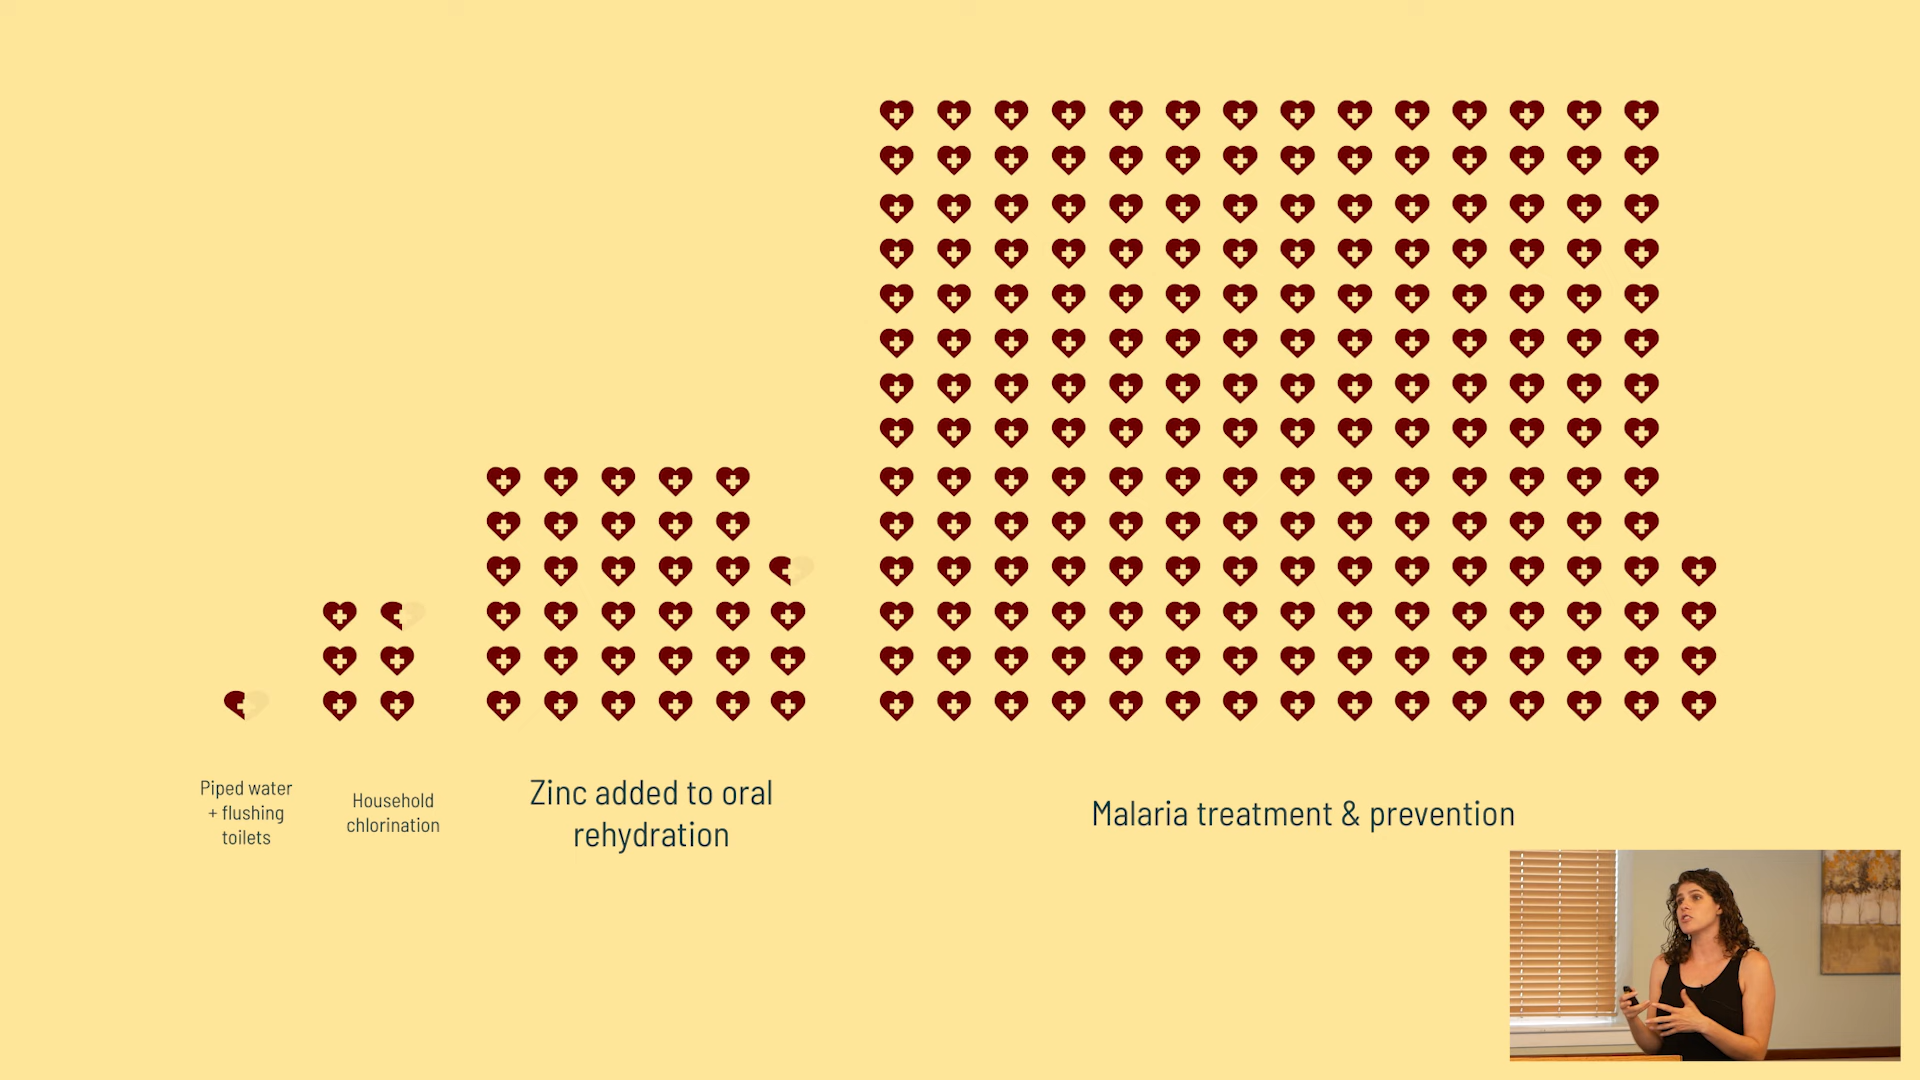 Piped water
+ flushing
toilets
Household
chlorination
Zinc added to oral
rehydration
Malaria treatment & prevention